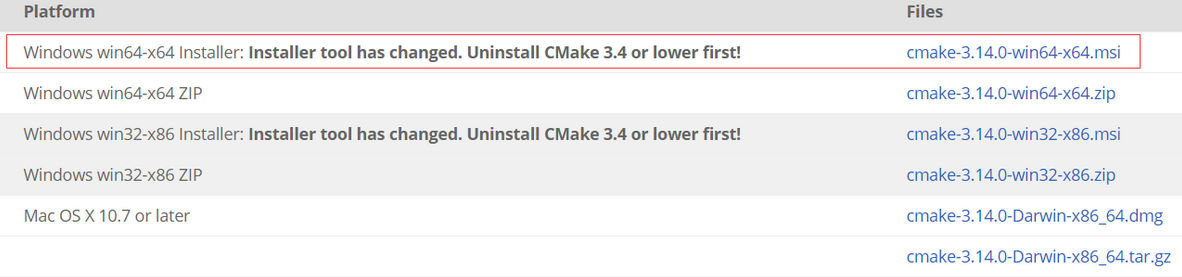 Platform Files
Windows win64-x64 Installer: Installer tool has changed. Uninstall CMake 3.4 or lower first! cmake-3.14.0-win64-x64.msi
Windows win64-x64 ZIP cmake-3.14.0-win64-x64.zip
Windows win32-x86 Installer: Installer tool has changed. Uninstall CMake 3.4 or lower first! cmake-3.14.0-win32-x86.msi
Windows win32-x86 ZIP cmake-3.14.0-win32-x86.zip
Mac OS X 10.7 or later cmake-3.14.0-Darwin-x86_64.dmg
cmake-3.14.0-Darwin-x86_64.tar.gz